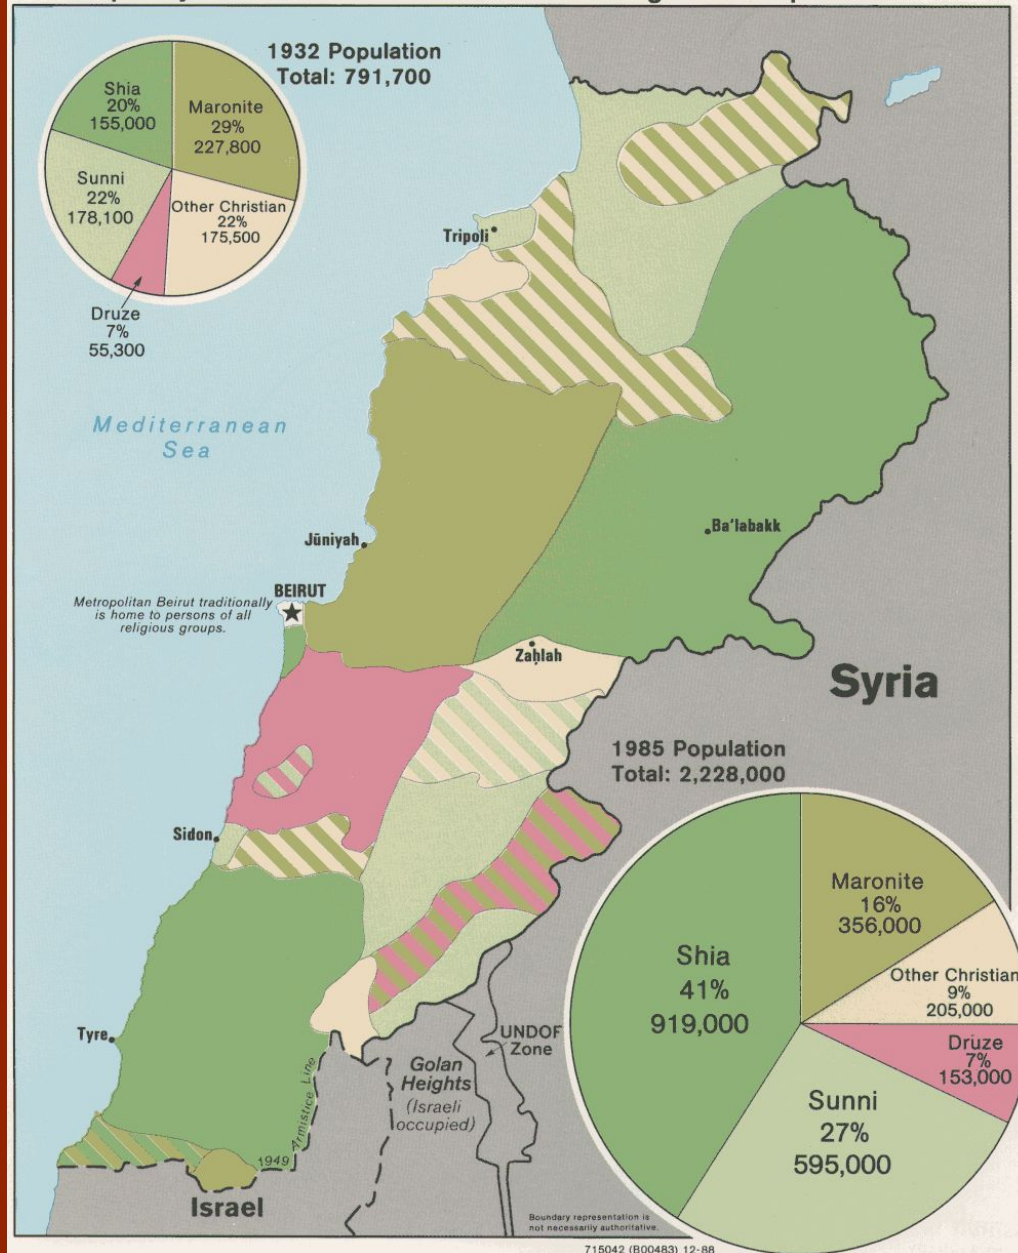 1932 Population
Total: 791,700
Shia
20%
155,000
Maronite
29%
227,800
Sunni
22%
178,100
Other Christian
22%
175,500
Druze
7%
55,300
Tripoli
Mediterranean
Sea
Jūniyah
Ba'labakk
BEIRUT
Metropolitan Beirut traditionally
is home to persons of all
religious groups.
Zaḥlah
Syria
1985 Population
Total: 2,228,000
Sidon
Maronite
16%
356,000
Shia
41%
919,000
Other Christian
9%
205,000
Druze
7%
153,000
Sunni
27%
595,000
Tyre
UNDOF
Zone
Golan
Heights
(Israeli
occupied)
1949 Armistice Line
Israel
Boundary representation is
not necessarily authoritative.
715042 (B00483) 12-88